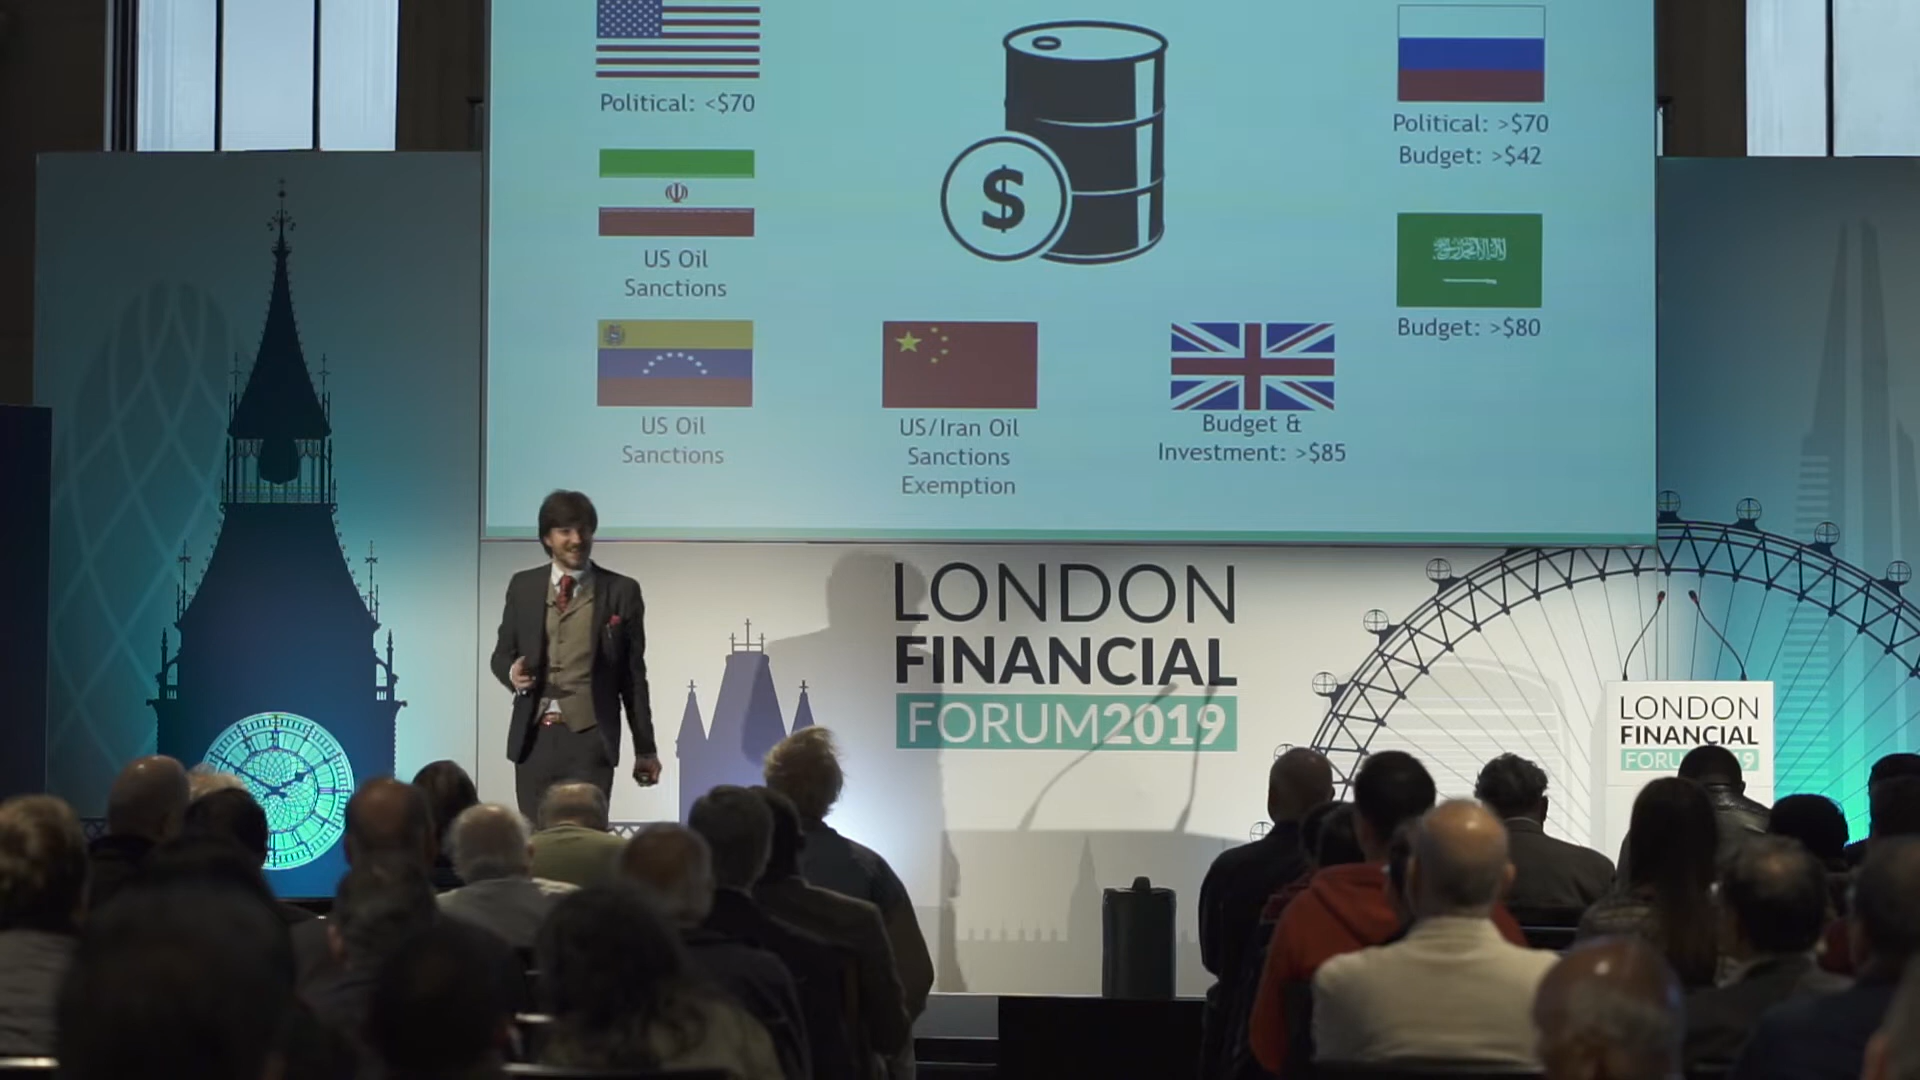 Political: <$70
US Oil
Sanctions
US Oil
Sanctions
$
US/Iran Oil
Sanctions
Exemption
Budget &
Investment: >$85
Political: >$70
Budget: >$42
Budget: >$80
LONDON
FINANCIAL
FORUM2019
LONDON
FINANCIAL